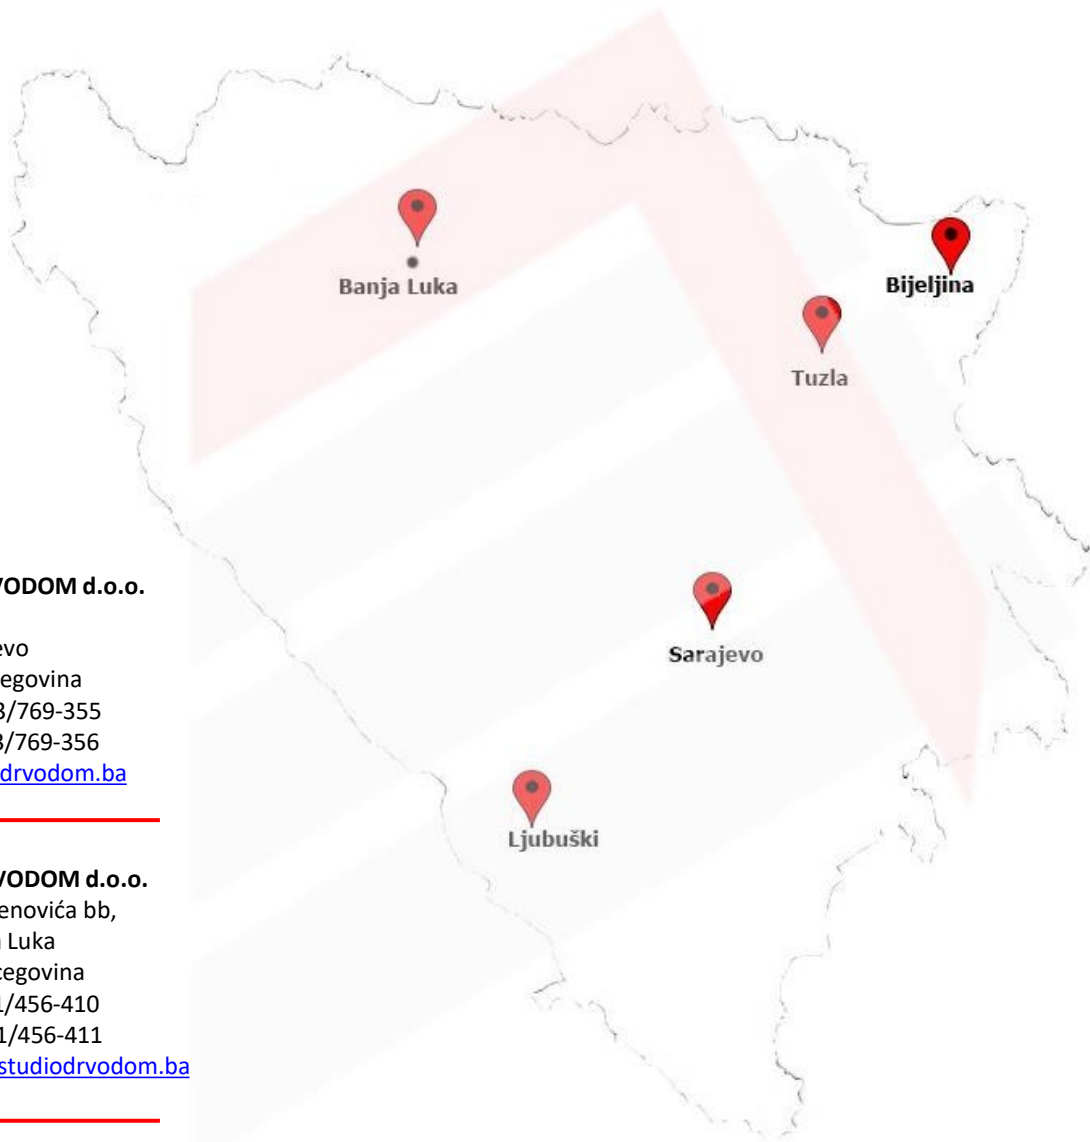 Banja Luka
Bijeljina
Tuzla
Sarajevo
Ljubuški
VODOM d.o.o.
evo
egovina
3/769-355
3/769-356
drvodom.ba
VODOM d.o.o.
enovića bb,
Luka
cegovina
1/456-410
1/456-411
studiodrvodom.ba